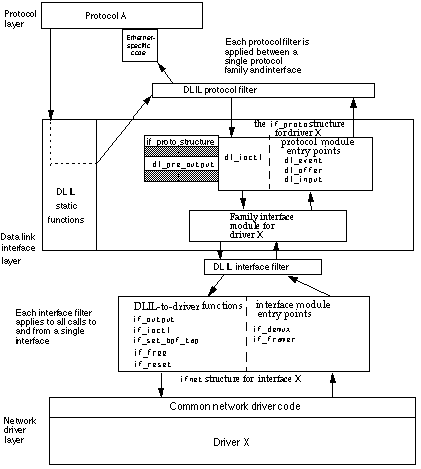 Protocol
layer
Protocol A
Ethernet-
specific
code
Each protocol filter is
applied between a
single protocol
family and interface
DLIL protocol filter
the if_proto structure
for driver X
if_proto structure
dl_pre_output
dl_ioctl
protocol module
entry points
dl_event
dl_offer
dl_input
DLIL
static
functions
Family interface
module for
driver X
Data link
interface
layer
DLIL interface filter
Each interface filter
applies to all calls to
and from a single
interface
DLIL-to-driver functions
if_output
if_ioctl
if_set_bpf_tap
if_free
if_reset
interface module
entry points
if_demux
if_framer
ifnet structure for interface X
Common network driver code
Network
driver
layer
Driver X